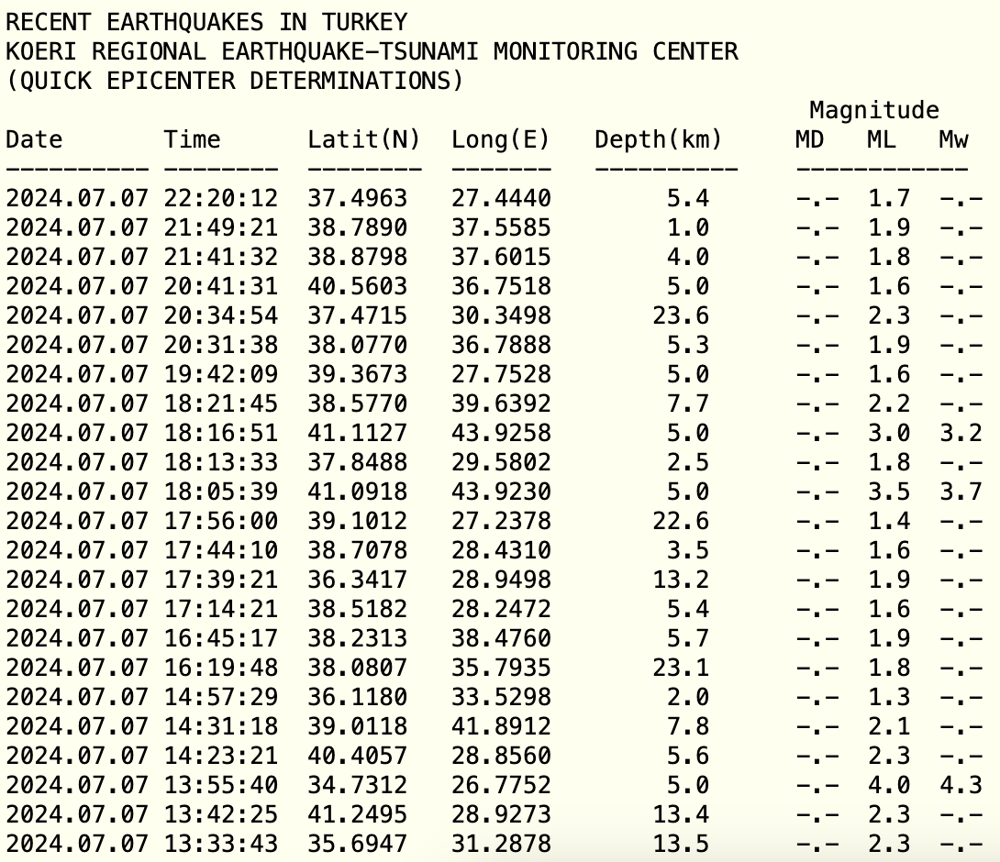 RECENT EARTHQUAKES IN TURKEY
KOERI REGIONAL EARTHQUAKE-TSUNAMI MONITORING CENTER
(QUICK EPICENTER DETERMINATIONS)
Magnitude
Date Time Latit(N) Long(E) Depth(km) MD ML Mw
---------- -------- -------- ------- ---------- ------------
2024.07.07 22:20:12 37.4963 27.4440 5.4 -.- 1.7 -.-
2024.07.07 21:49:21 38.7890 37.5585 1.0 -.- 1.9 -.-
2024.07.07 21:41:32 38.8798 37.6015 4.0 -.- 1.8 -.-
2024.07.07 20:41:31 40.5603 36.7518 5.0 -.- 1.6 -.-
2024.07.07 20:34:54 37.4715 30.3498 23.6 -.- 2.3 -.-
2024.07.07 20:31:38 38.0770 36.7888 5.3 -.- 1.9 -.-
2024.07.07 19:42:09 39.3673 27.7528 5.0 -.- 1.6 -.-
2024.07.07 18:21:45 38.5770 39.6392 7.7 -.- 2.2 -.-
2024.07.07 18:16:51 41.1127 43.9258 5.0 -.- 3.0 3.2
2024.07.07 18:13:33 37.8488 29.5802 2.5 -.- 1.8 -.-
2024.07.07 18:05:39 41.0918 43.9230 5.0 -.- 3.5 3.7
2024.07.07 17:56:00 39.1012 27.2378 22.6 -.- 1.4 -.-
2024.07.07 17:44:10 38.7078 28.4310 3.5 -.- 1.6 -.-
2024.07.07 17:39:21 36.3417 28.9498 13.2 -.- 1.9 -.-
2024.07.07 17:14:21 38.5182 28.2472 5.4 -.- 1.6 -.-
2024.07.07 16:45:17 38.2313 38.4760 5.7 -.- 1.9 -.-
2024.07.07 16:19:48 38.0807 35.7935 23.1 -.- 1.8 -.-
2024.07.07 14:57:29 36.1180 33.5298 2.0 -.- 1.3 -.-
2024.07.07 14:31:18 39.0118 41.8912 7.8 -.- 2.1 -.-
2024.07.07 14:23:21 40.4057 28.8560 5.6 -.- 2.3 -.-
2024.07.07 13:55:40 34.7312 26.7752 5.0 -.- 4.0 4.3
2024.07.07 13:42:25 41.2495 28.9273 13.4 -.- 2.3 -.-
2024.07.07 13:33:43 35.6947 31.2878 13.5 -.- 2.3 -.-